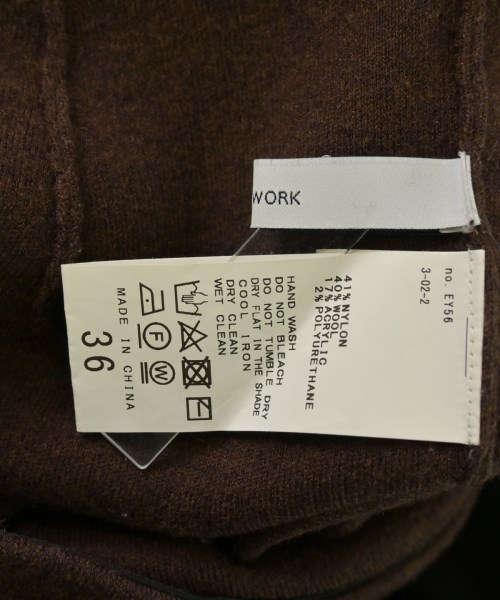 WORK
no. EY56
3-02-2
41% NYLON
40% WOOL
17% ACRYLIC
2% POLYURETHANE
HAND WASH
DO NOT BLEACH
DO NOT TUMBLE DRY
DRY FLAT IN THE SHADE
COOL IRON
DRY CLEAN
WET CLEAN
F W
MADE IN CHINA
36